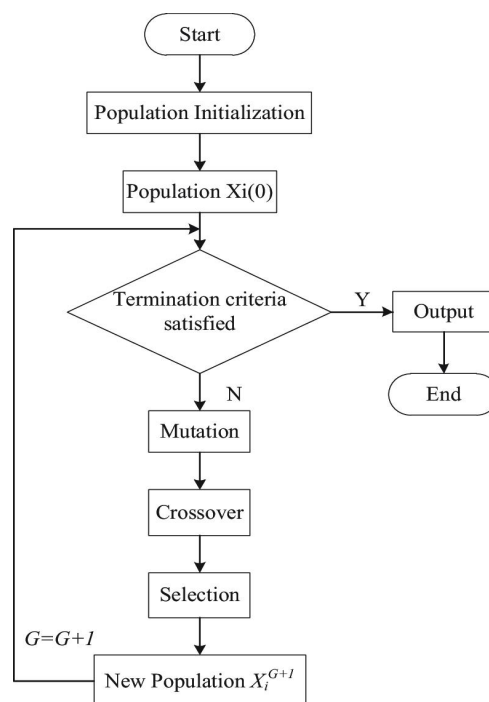 Start
Population Initialization
Population Xi(0)
Termination criteria
satisfied
Y
Output
End
N
Mutation
Crossover
Selection
G=G+1
New Population $X_i^{G+1}$